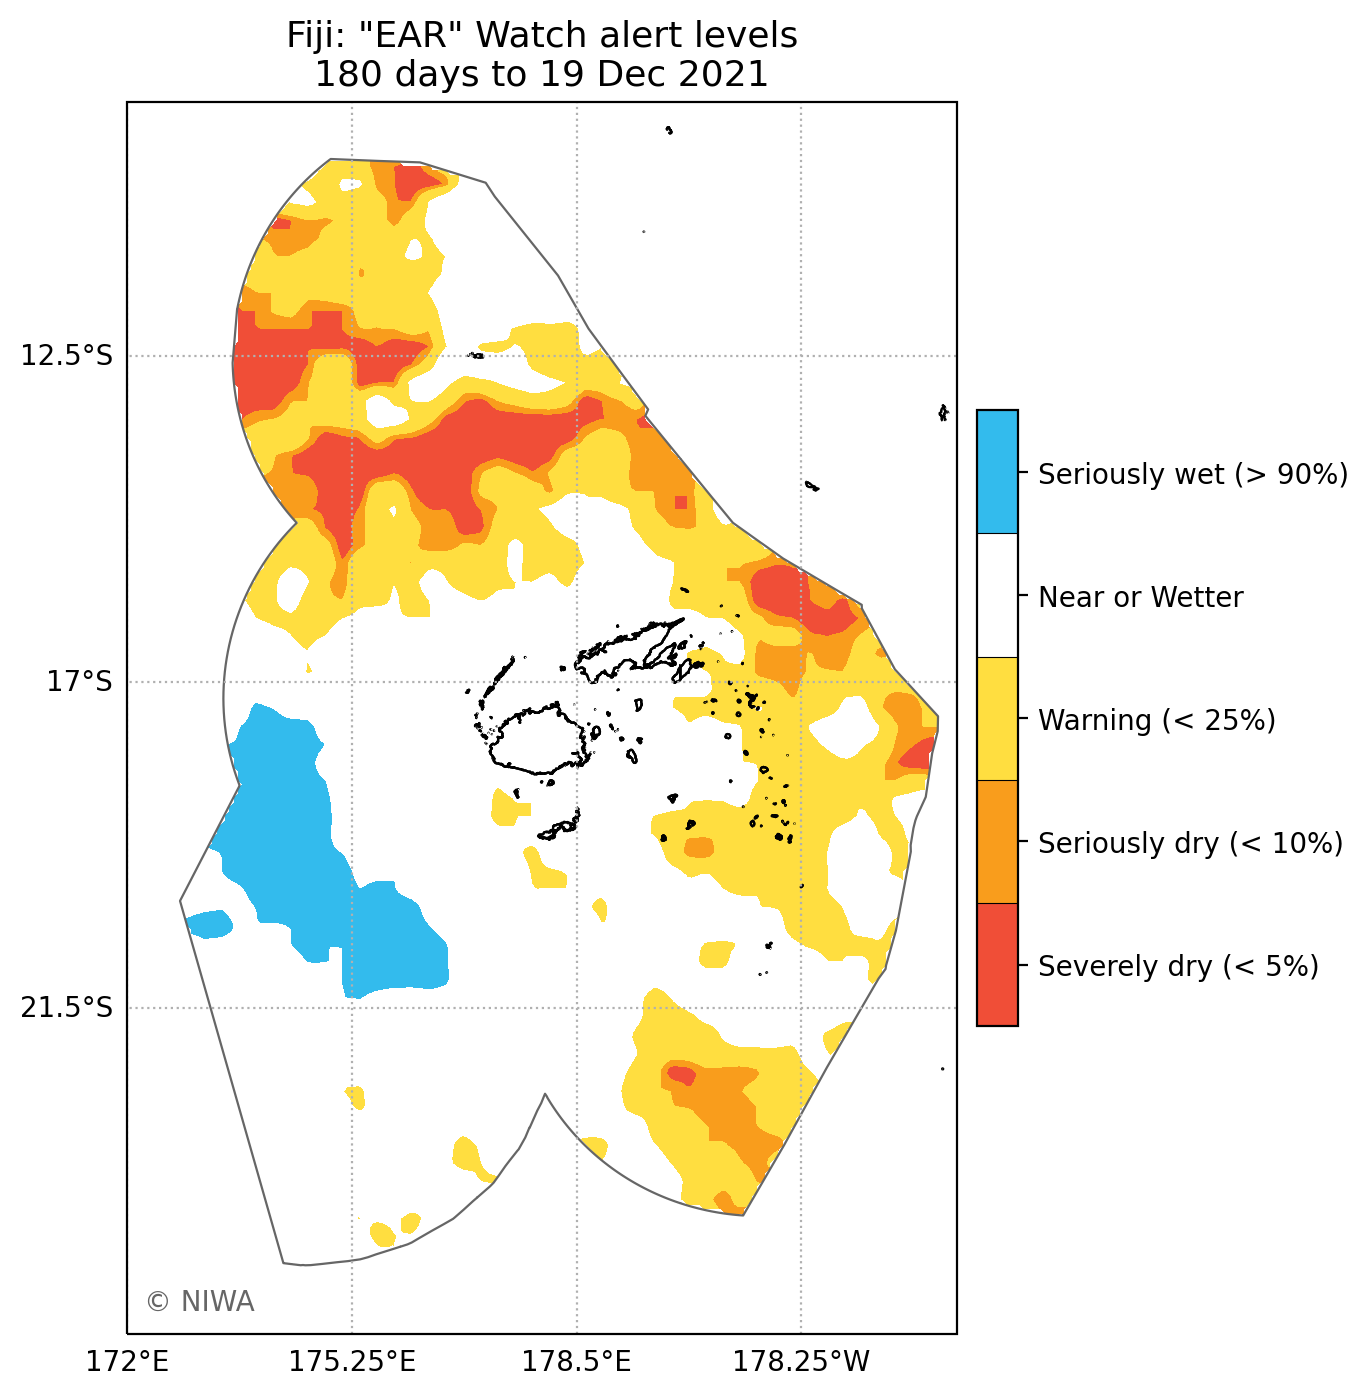 Fiji: "EAR" Watch alert levels
180 days to 19 Dec 2021
12.5°S
17°S
21.5°S
172°E
175.25°E
178.5°E
178.25°W
Seriously wet (> 90%)
Near or Wetter
Warning (< 25%)
Seriously dry (< 10%)
Severely dry (< 5%)
© NIWA